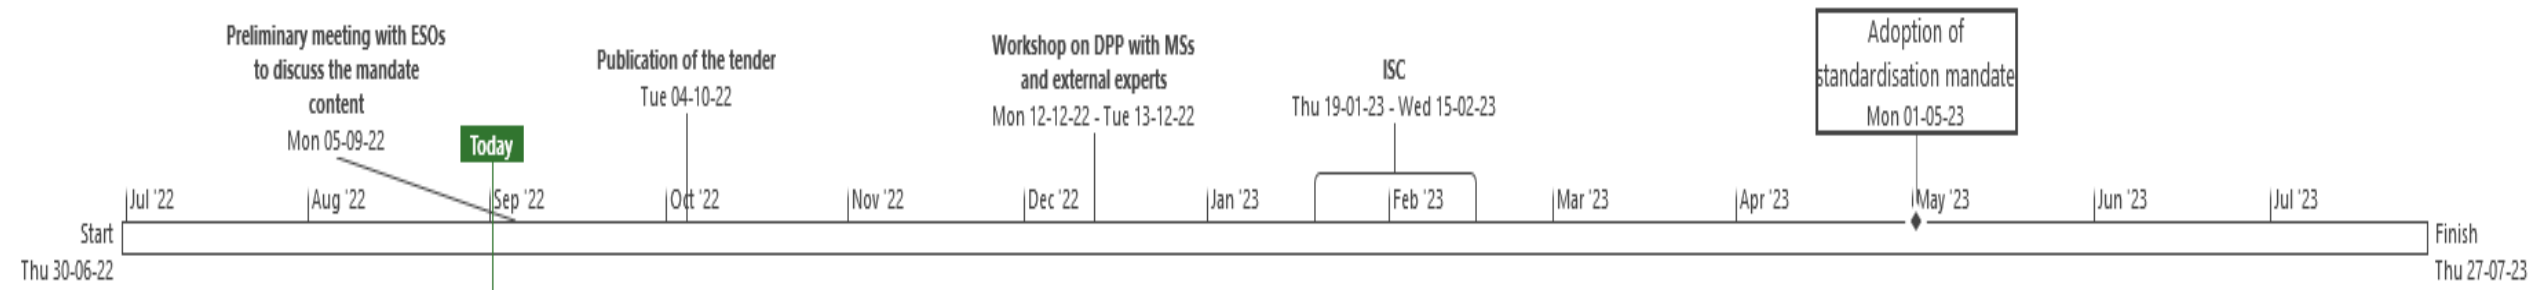 Preliminary meeting with ESOs
to discuss the mandate
content
Mon 05-09-22
Today
Publication of the tender
Tue 04-10-22
Workshop on DPP with MSs
and external experts
Mon 12-12-22 - Tue 13-12-22
ISC
Thu 19-01-23 - Wed 15-02-23
Adoption of
standardisation mandate
Mon 01-05-23
Jul '22 Aug '22 Sep '22 Oct '22 Nov '22 Dec '22 Jan '23 Feb '23 Mar '23 Apr '23 May '23 Jun '23 Jul '23
Start
Thu 30-06-22
Finish
Thu 27-07-23